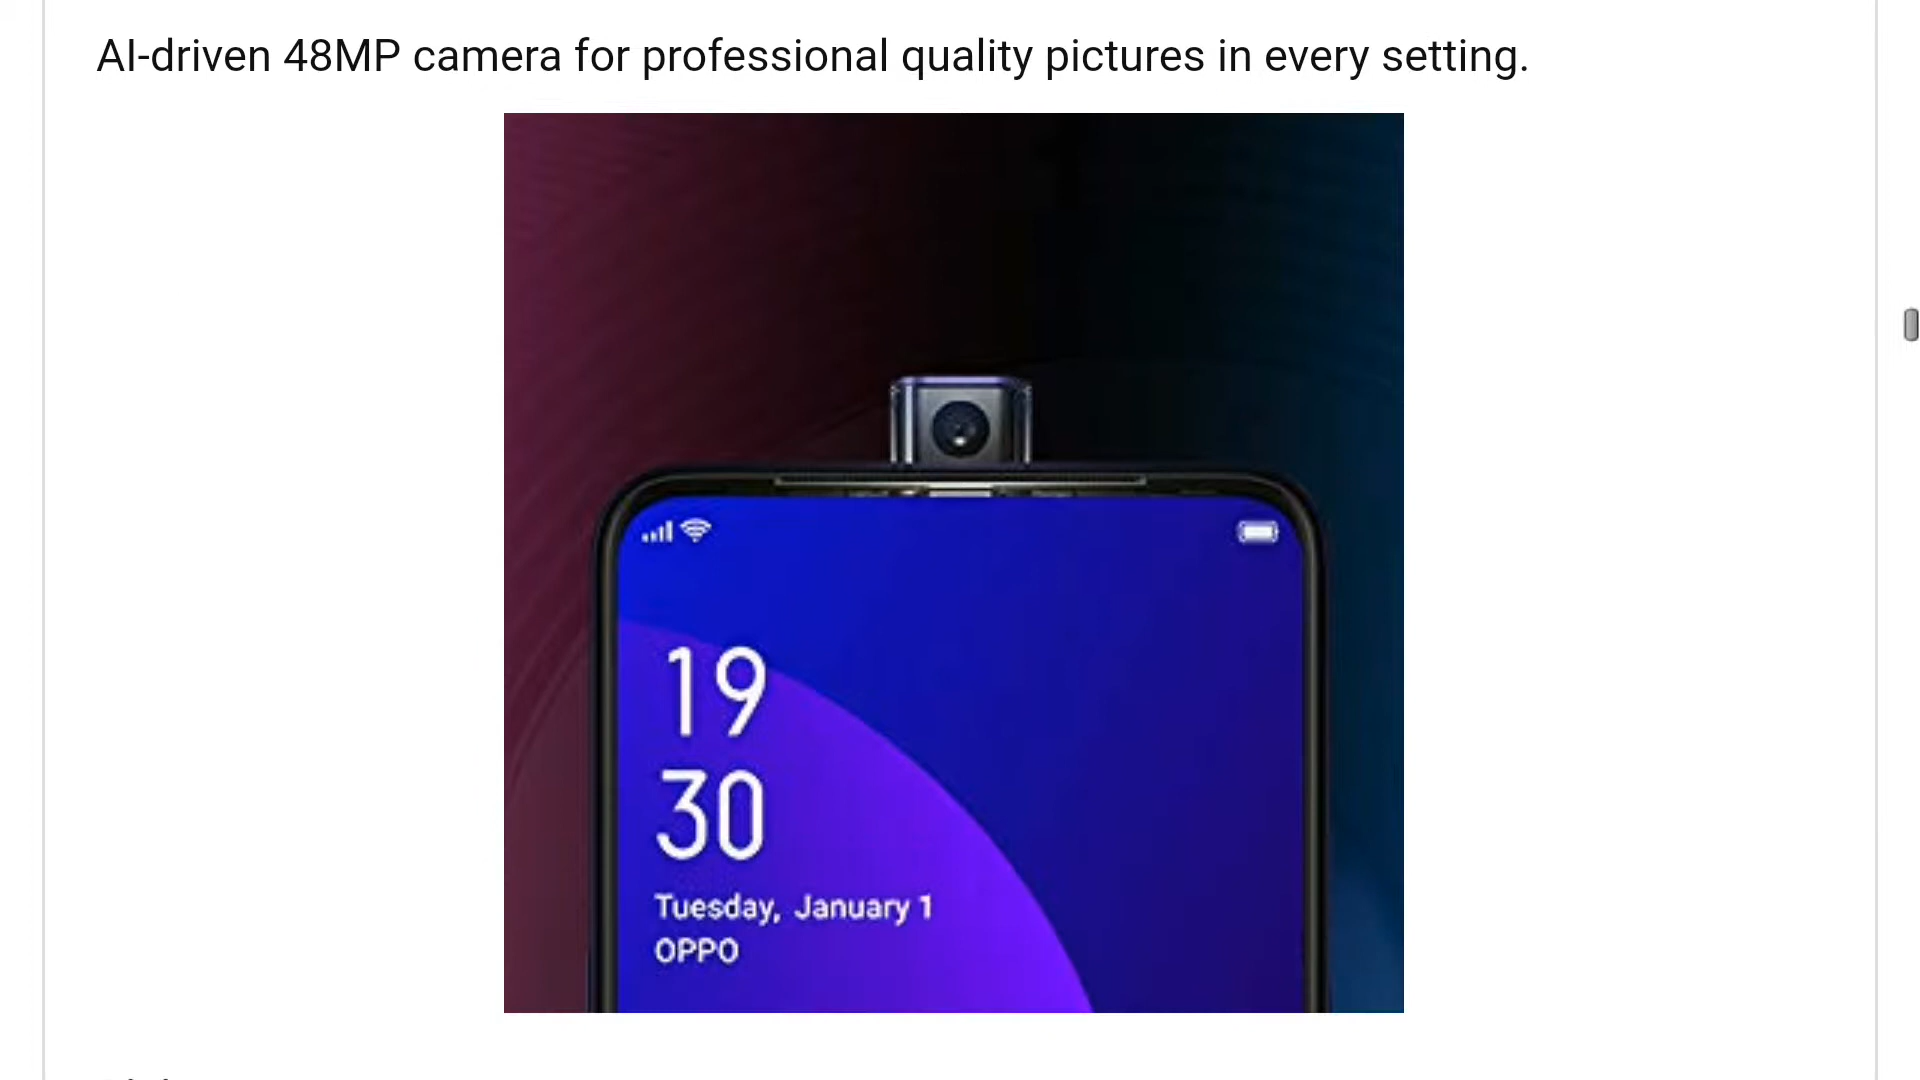 AI-driven 48MP camera for professional quality pictures in every setting.
19
30
Tuesday, January 1
OPPO